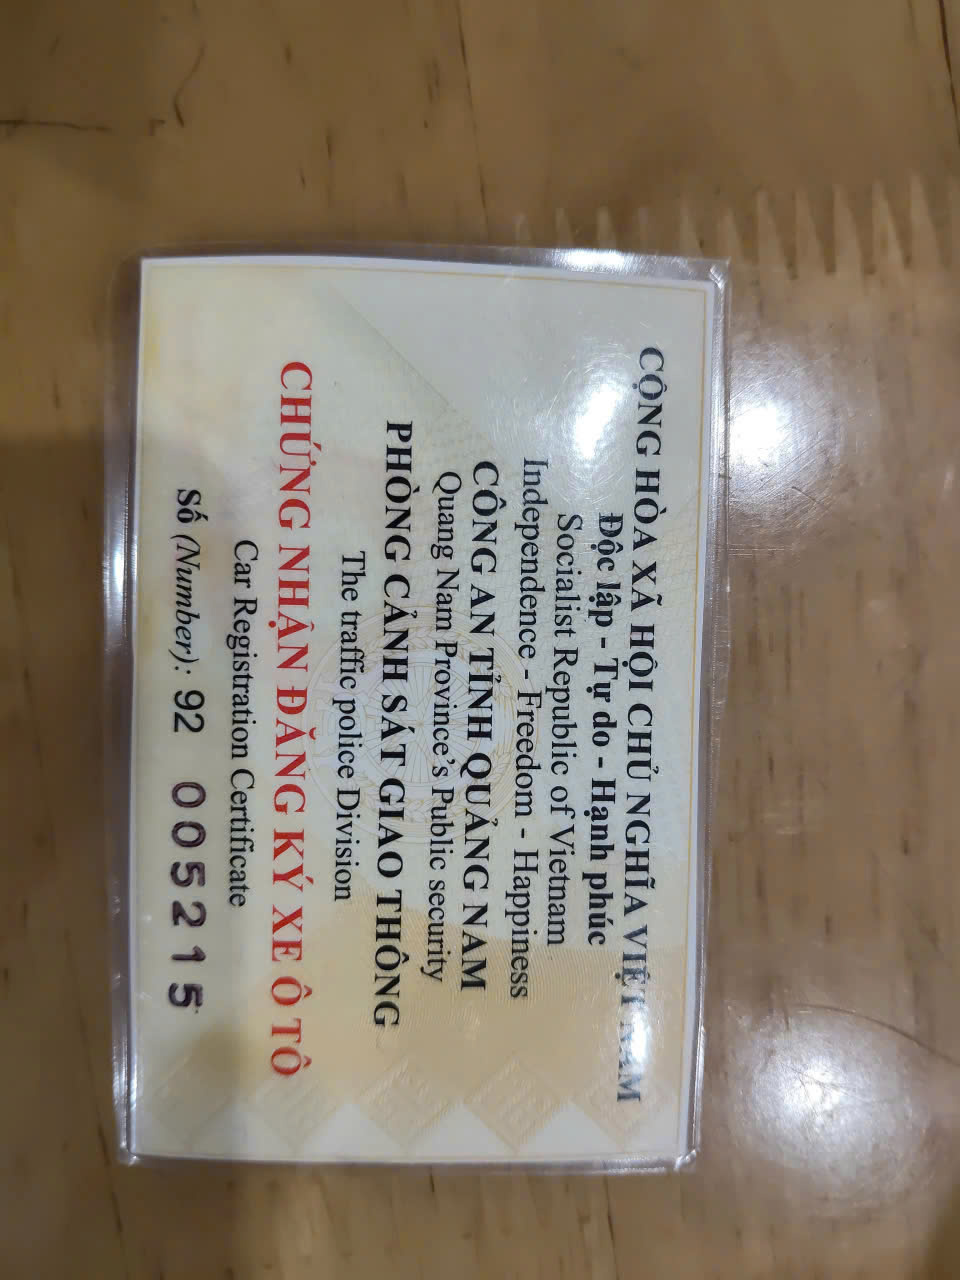 CỘNG HÒA XÃ HỘI CHỦ NGHĨA VIỆT NAM
Độc lập - Tự do - Hạnh phúc
Socialist Republic of Vietnam
Independence - Freedom - Happiness
CÔNG AN TỈNH QUẢNG NAM
Quang Nam Province's Public security
PHÒNG CẢNH SÁT GIAO THÔNG
The traffic police Division
CHỨNG NHẬN ĐĂNG KÝ XE Ô TÔ
Car Registration Certificate
Số (Number): 92 005215